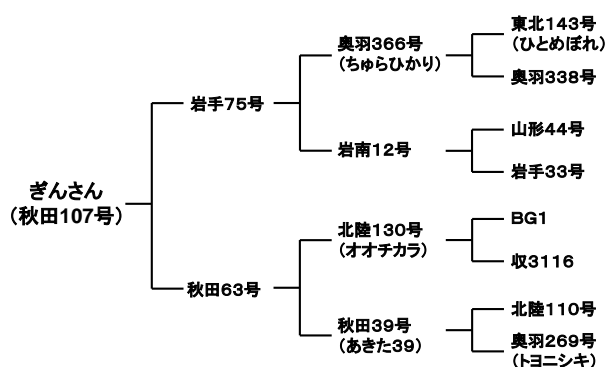 東北143号
(ひとめぼれ)
奥羽366号
(ちゅらひかり)
奥羽338号
岩手75号
山形44号
岩南12号
岩手33号
ぎんさん
(秋田107号)
北陸130号
(オオチカラ)
BG1
収3116
秋田63号
北陸110号
秋田39号
(あきた39)
奥羽269号
(トヨニシキ)